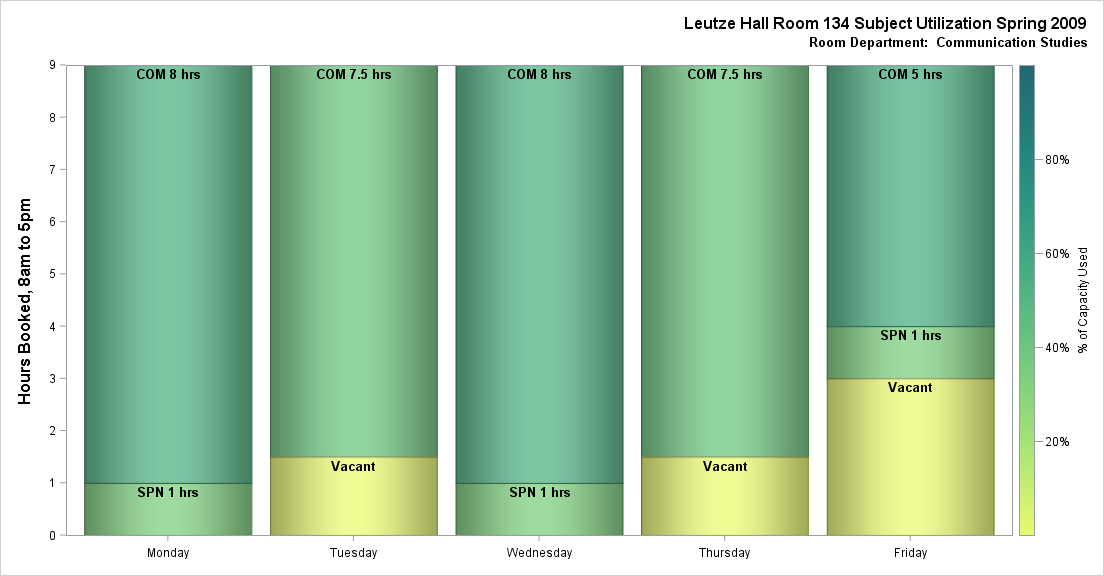 Leutze Hall Room 134 Subject Utilization Spring 2009
Room Department: Communication Studies
Hours Booked, 8am to 5pm
9
8
7
6
5
4
3
2
1
0
COM 8 hrs
SPN 1 hrs
COM 7.5 hrs
Vacant
COM 8 hrs
SPN 1 hrs
COM 7.5 hrs
Vacant
COM 5 hrs
SPN 1 hrs
Vacant
Monday
Tuesday
Wednesday
Thursday
Friday
80%
60%
40%
20%
% of Capacity Used